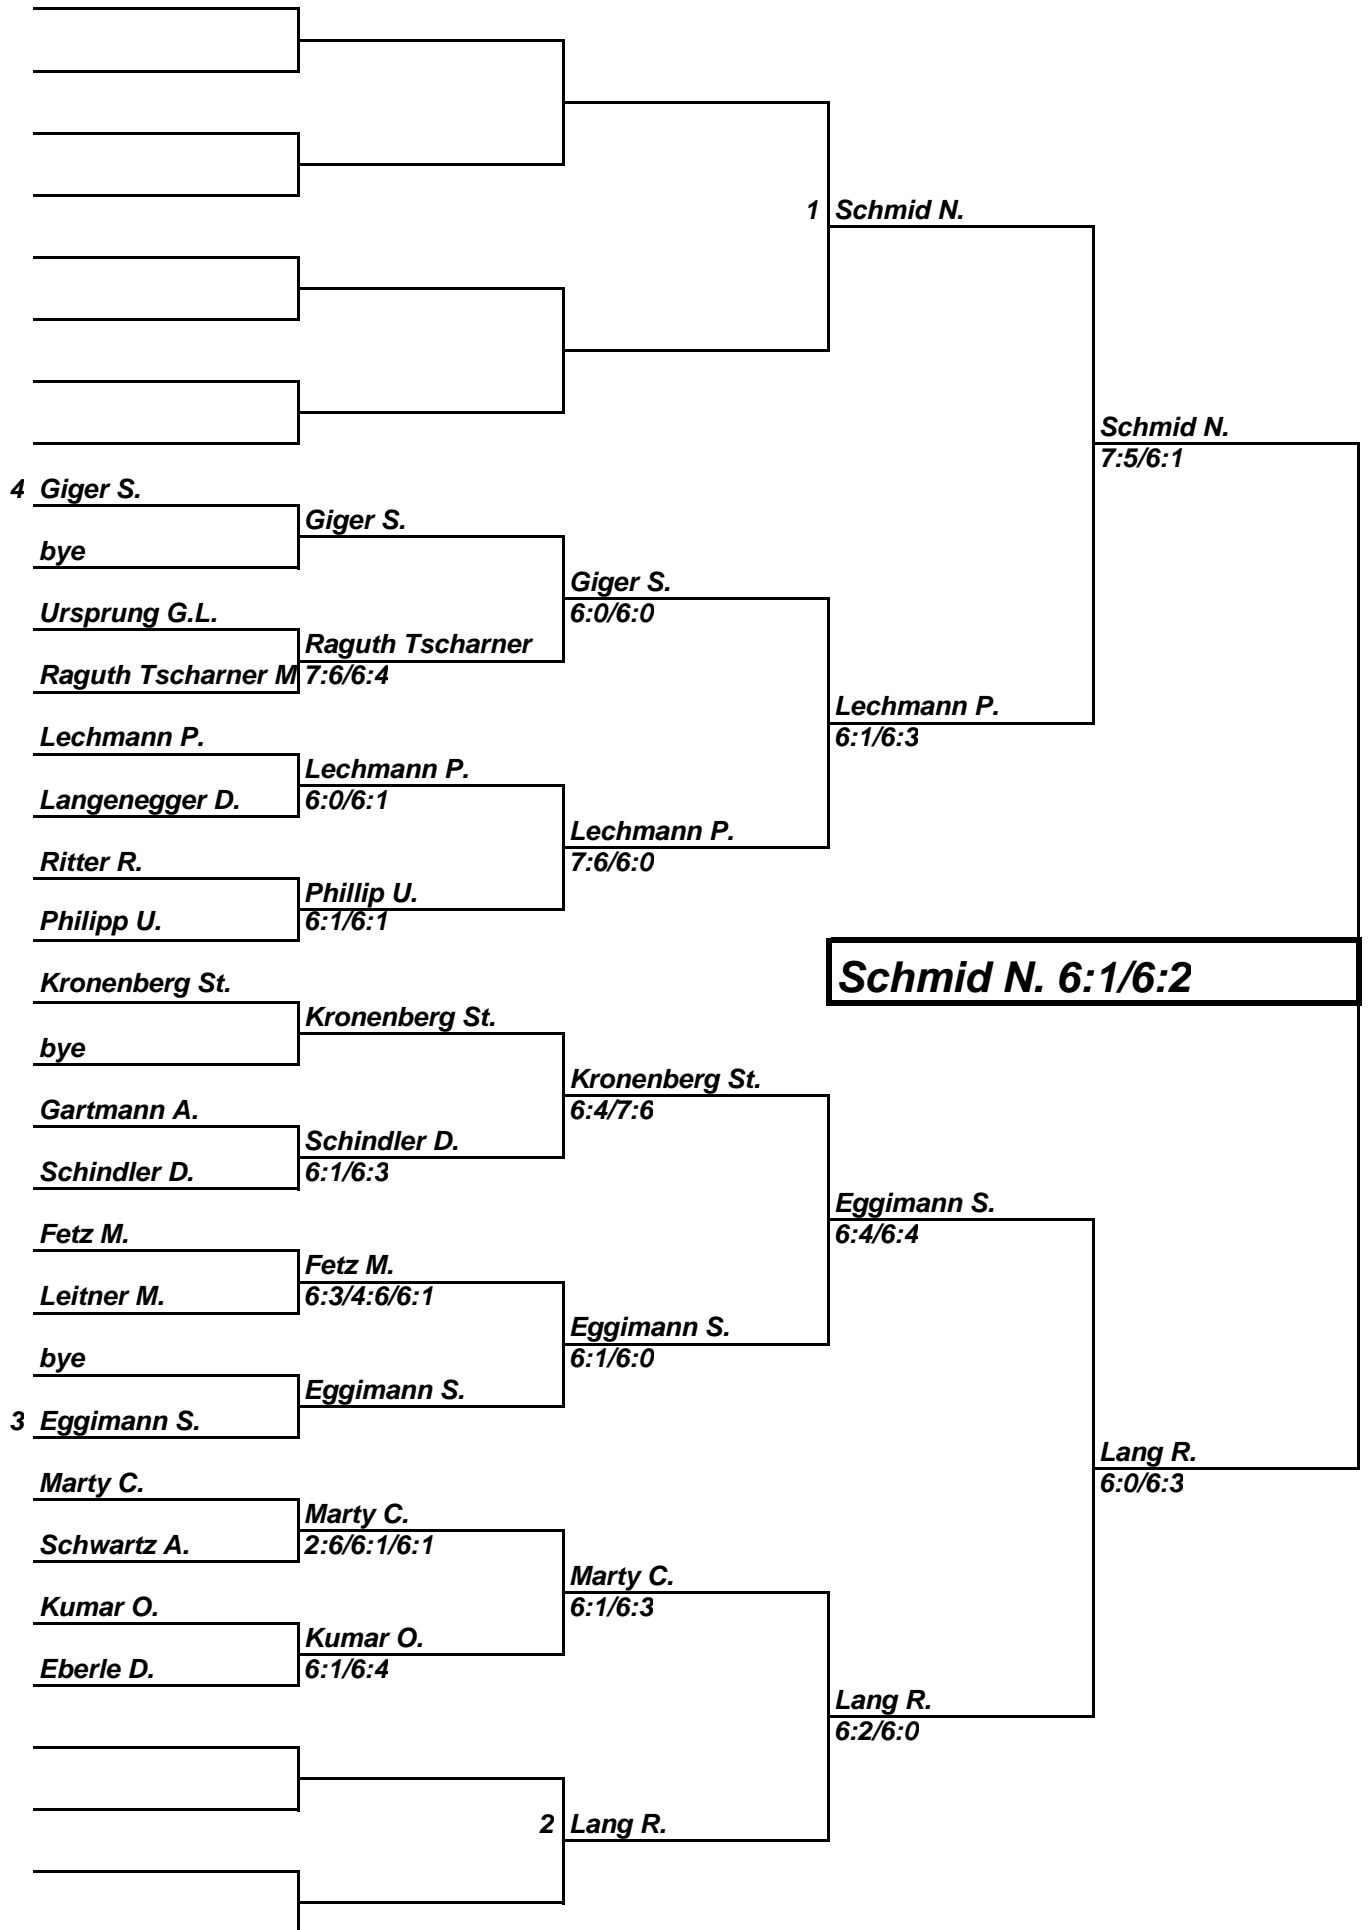 1 Schmid N.
Schmid N.
7:5/6:1
4 Giger S.
Giger S.
bye
Giger S.
6:0/6:0
Ursprung G.L.
Raguth Tscharner
Raguth Tscharner M 7:6/6:4
Lechmann P.
6:1/6:3
Lechmann P.
Lechmann P.
Langenegger D. 6:0/6:1
Lechmann P.
7:6/6:0
Ritter R.
Phillip U.
Philipp U. 6:1/6:1
Schmid N. 6:1/6:2
Kronenberg St.
Kronenberg St.
bye
Kronenberg St.
6:4/7:6
Gartmann A.
Schindler D.
Schindler D. 6:1/6:3
Eggimann S.
6:4/6:4
Fetz M.
Fetz M.
Leitner M. 6:3/4:6/6:1
Eggimann S.
6:1/6:0
bye
Eggimann S.
3 Eggimann S.
Lang R.
6:0/6:3
Marty C.
Marty C.
Schwartz A. 2:6/6:1/6:1
Marty C.
6:1/6:3
Kumar O.
Kumar O.
Eberle D. 6:1/6:4
Lang R.
6:2/6:0
2 Lang R.